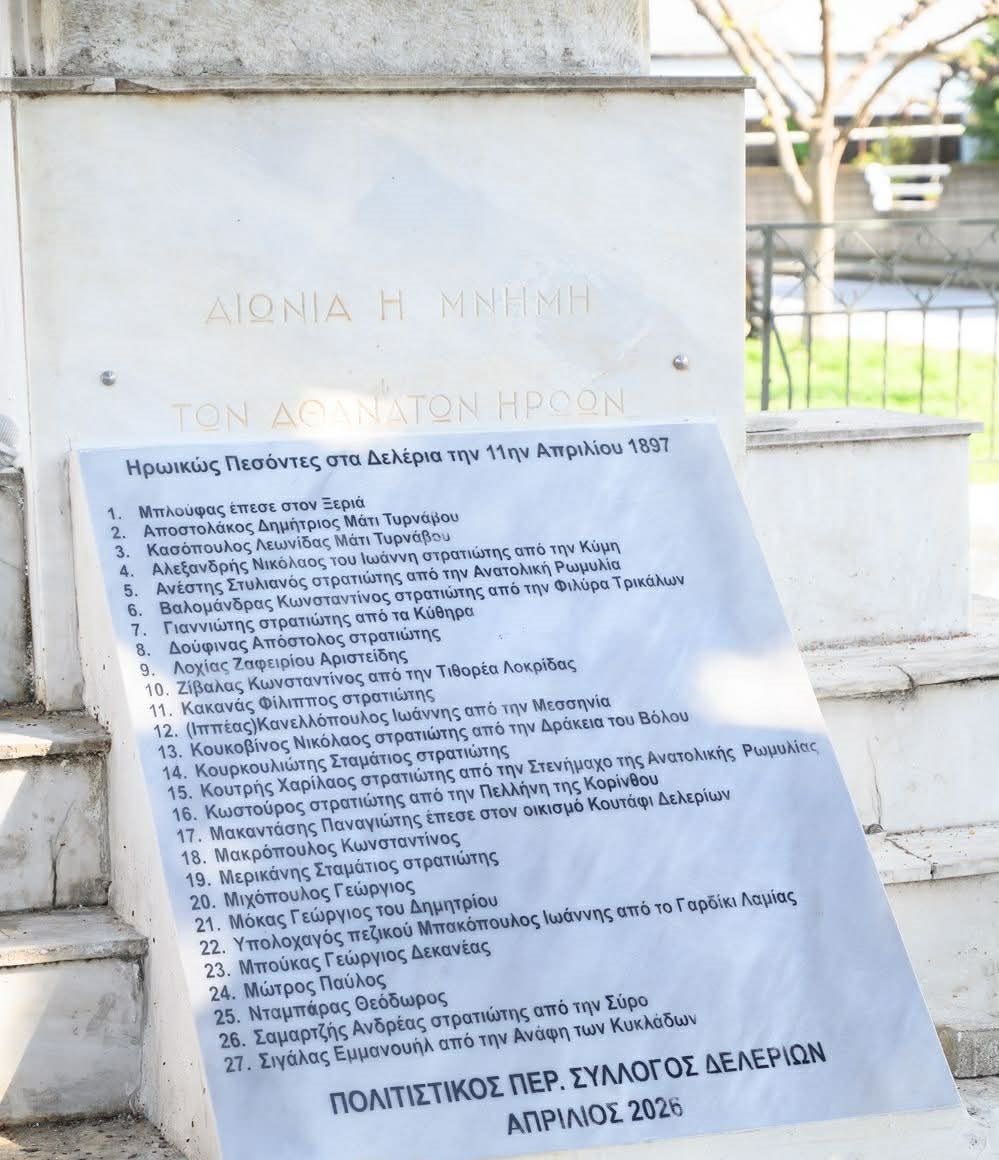 ΑΙΩΝΙΑ Η ΜΝΗΜΗ
ΤΩΝ ΑΘΑΝΑΤΩΝ ΗΡΩΩΝ
Ηρωικώς Πεσόντες στα Δελέρια την 11ην Απριλίου 1897
1. Μπλούφας έπεσε στον Ξεριά
2. Αποστολάκος Δημήτριος Μάτι Τυρνάβου
3. Κασόπουλος Λεωνίδας Μάτι Τυρνάβου
4. Αλεξανδρής Νικόλαος του Ιωάννη στρατιώτης από την Κύμη
5. Ανέστης Στυλιανός στρατιώτης από την Ανατολική Ρωμυλία
6. Βαλομάνδρας Κωνσταντίνος στρατιώτης από την Φιλύρα Τρικάλων
7. Γιαννιώτης στρατιώτης από τα Κύθηρα
8. Δούφινας Απόστολος στρατιώτης
9. Λοχίας Ζαφειρίου Αριστείδης
10. Ζίβαλας Κωνσταντίνος από την Τιθορέα Λοκρίδας
11. Κακανάς Φίλιππος στρατιώτης
12. (Ιππέας)Κανελλόπουλος Ιωάννης από την Μεσσηνία
13. Κουκοβίνος Νικόλαος στρατιώτης από την Δράκεια του Βόλου
14. Κουρκουλιώτης Σταμάτιος στρατιώτης
15. Κουτρής Χαρίλαος στρατιώτης από την Στενήμαχο της Ανατολικής Ρωμυλίας
16. Κωστούρος στρατιώτης από την Πελλήνη της Κορίνθου
17. Μακαντάσης Παναγιώτης έπεσε στον οικισμό Κουτάφι Δελερίων
18. Μακρόπουλος Κωνσταντίνος
19. Μερικάνης Σταμάτιος στρατιώτης
20. Μιχόπουλος Γεώργιος
21. Μόκας Γεώργιος του Δημητρίου
22. Υπολοχαγός πεζικού Μπακόπουλος Ιωάννης από το Γαρδίκι Λαμίας
23. Μπούκας Γεώργιος Δεκανέας
24. Μώτρος Παύλος
25. Νταμπάρας Θεόδωρος
26. Σαμαρτζής Ανδρέας στρατιώτης από την Σύρο
27. Σιγάλας Εμμανουήλ από την Ανάφη των Κυκλάδων
ΠΟΛΙΤΙΣΤΙΚΟΣ ΠΕΡ. ΣΥΛΛΟΓΟΣ ΔΕΛΕΡΙΩΝ
ΑΠΡΙΛΙΟΣ 2026